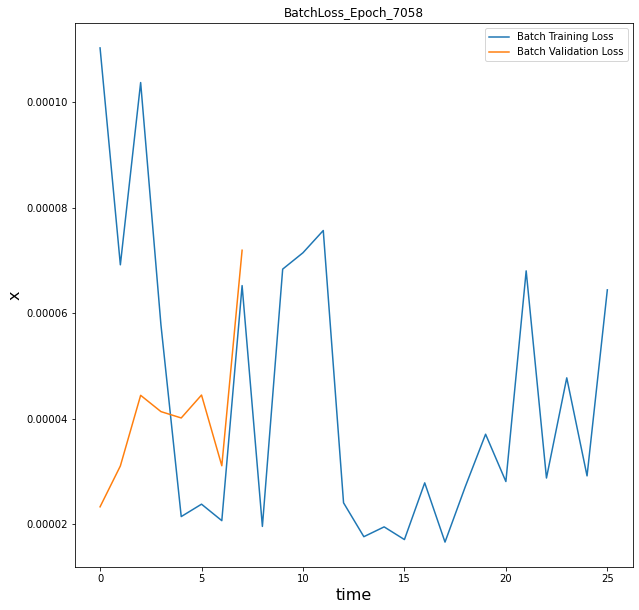 BatchLoss_Epoch_7058
Batch Training Loss
Batch Validation Loss
0.00010
0.00008
0.00006
0.00004
0.00002
x
0
5
10
15
20
25
time